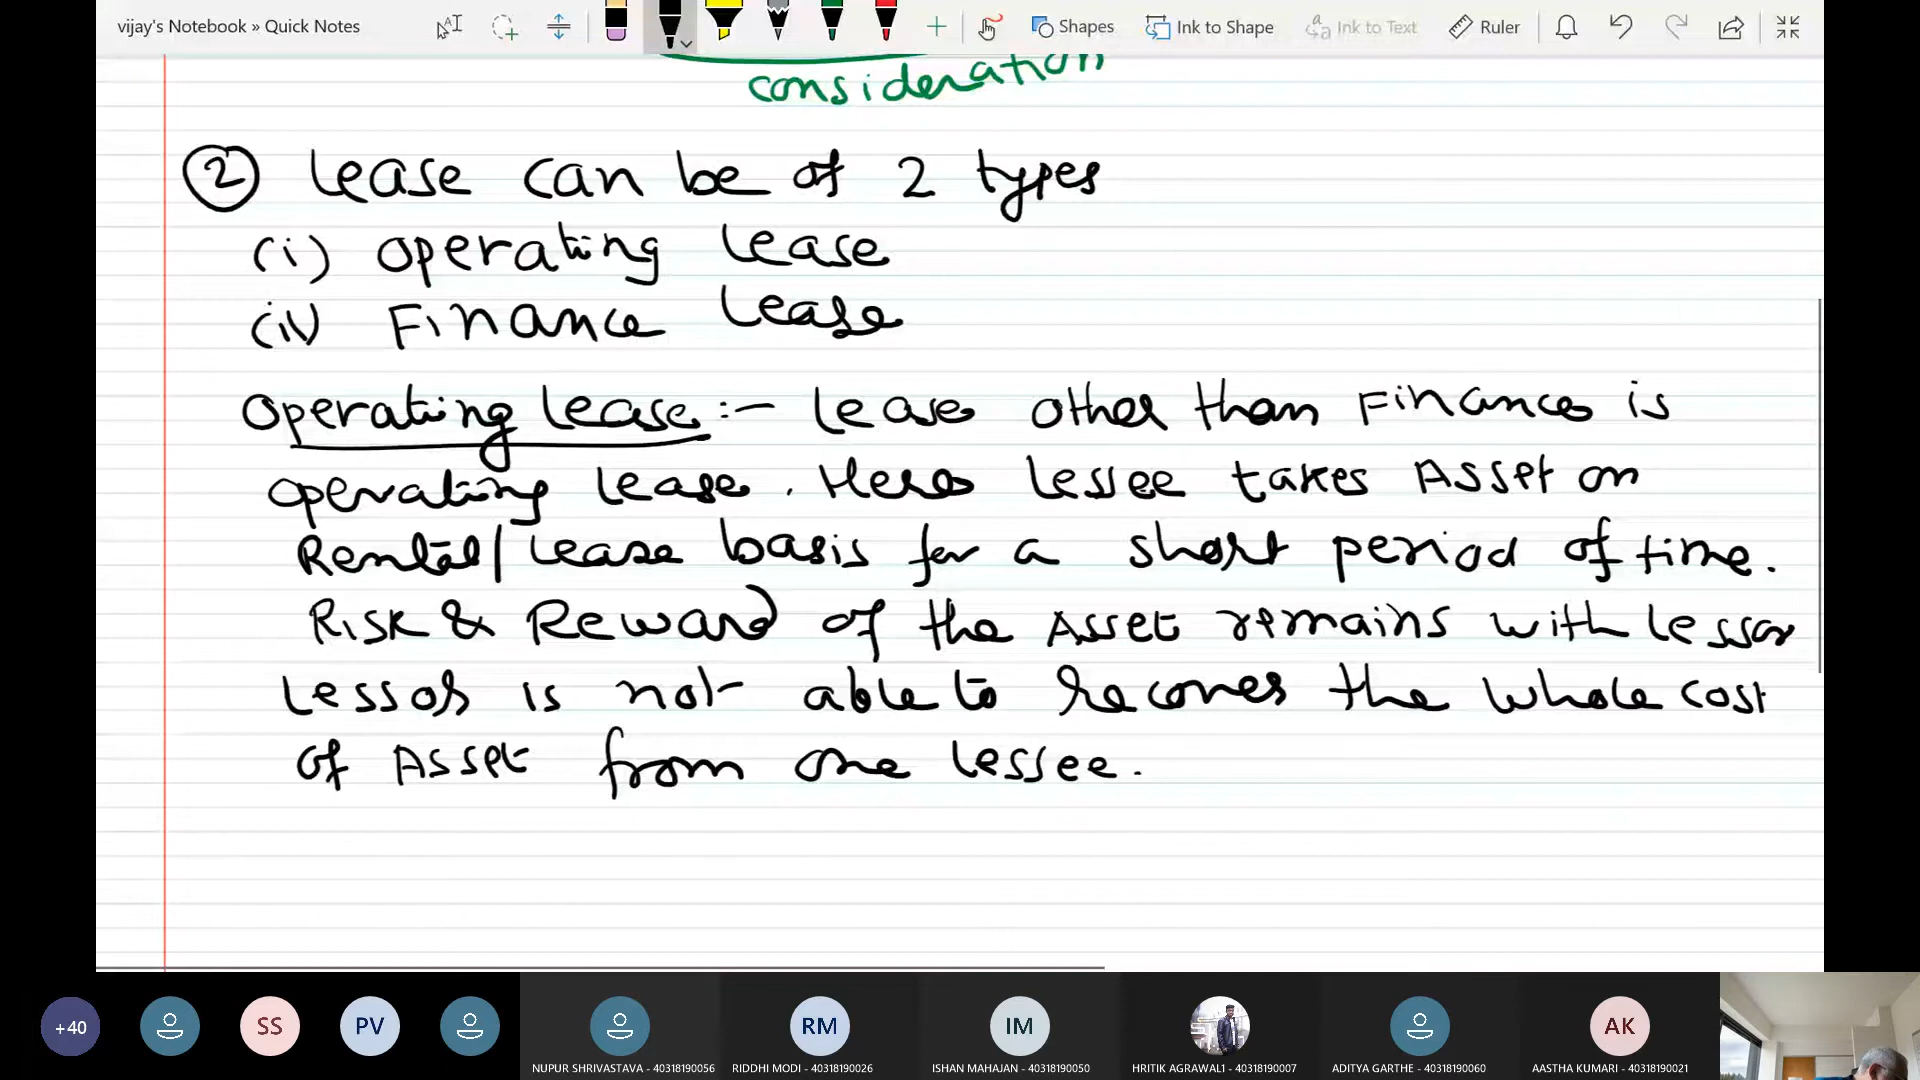 vijay's Notebook » Quick Notes
Shapes
Ink to Shape
Ink to Text
Ruler
consideration
② Lease can be of 2 types
(i) Operating Lease
(ii) Finance Lease
Operating Lease :- Lease other than Finance is
operating lease. Here lessee takes Asset on
Rental/Lease basis for a short period of time.
Risk & Reward of the Asset remains with lessor
Lessor is not able to recover the whole cost
of Asset from one lessee.
+40
SS
PV
RM
IM
AK
NUPUR SHRIVASTAVA - 40318190056
RIDDHI MODI - 40318190026
ISHAN MAHAJAN - 40318190050
HRITIK AGRAWAL1 - 40318190007
ADITYA GARTHE - 40318190060
AASTHA KUMARI - 40318190021